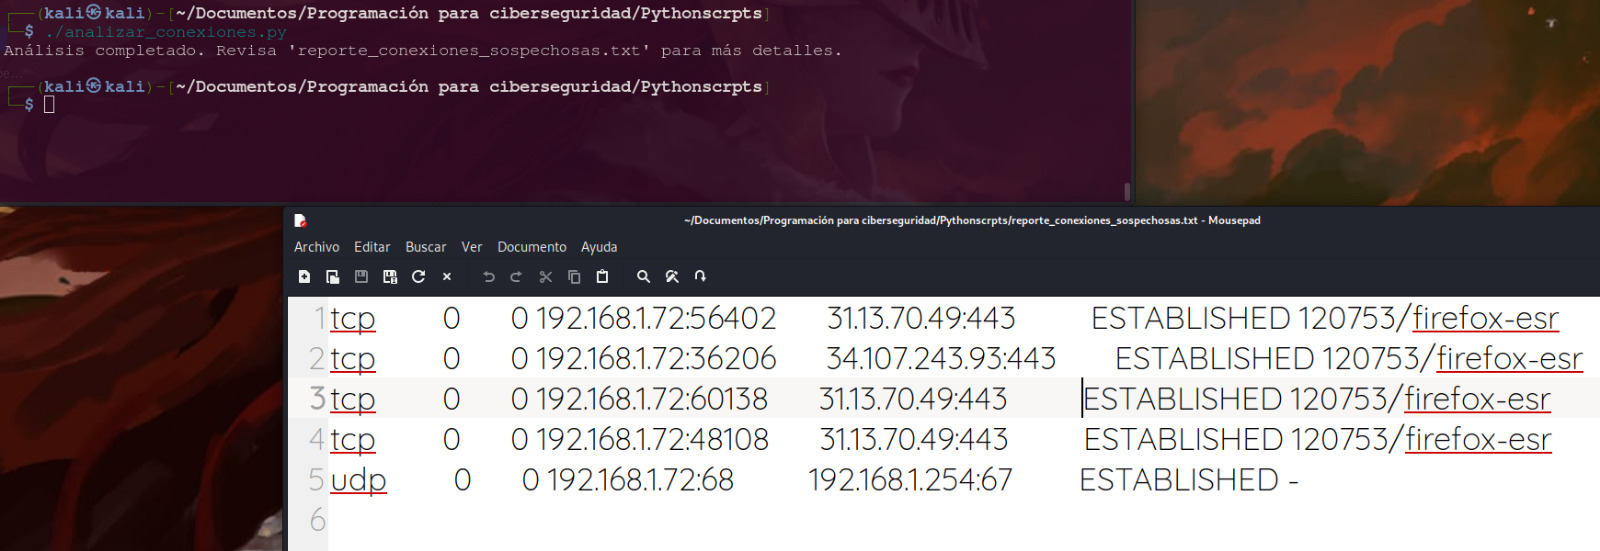 (kali㉿kali)-[~/Documentos/Programación para ciberseguridad/Pythonscrpts]
$ ./analizar_conexiones.py
Análisis completado. Revisa 'reporte_conexiones_sospechosas.txt' para más detalles.
(kali㉿kali)-[~/Documentos/Programación para ciberseguridad/Pythonscrpts]
$
~/Documentos/Programación para ciberseguridad/Pythonscrpts/reporte_conexiones_sospechosas.txt - Mousepad
Archivo Editar Buscar Ver Documento Ayuda
1 tcp 0 0 192.168.1.72:56402 31.13.70.49:443 ESTABLISHED 120753/firefox-esr
2 tcp 0 0 192.168.1.72:36206 34.107.243.93:443 ESTABLISHED 120753/firefox-esr
3 tcp 0 0 192.168.1.72:60138 31.13.70.49:443 ESTABLISHED 120753/firefox-esr
4 tcp 0 0 192.168.1.72:48108 31.13.70.49:443 ESTABLISHED 120753/firefox-esr
5 udp 0 0 192.168.1.72:68 192.168.1.254:67 ESTABLISHED -
6